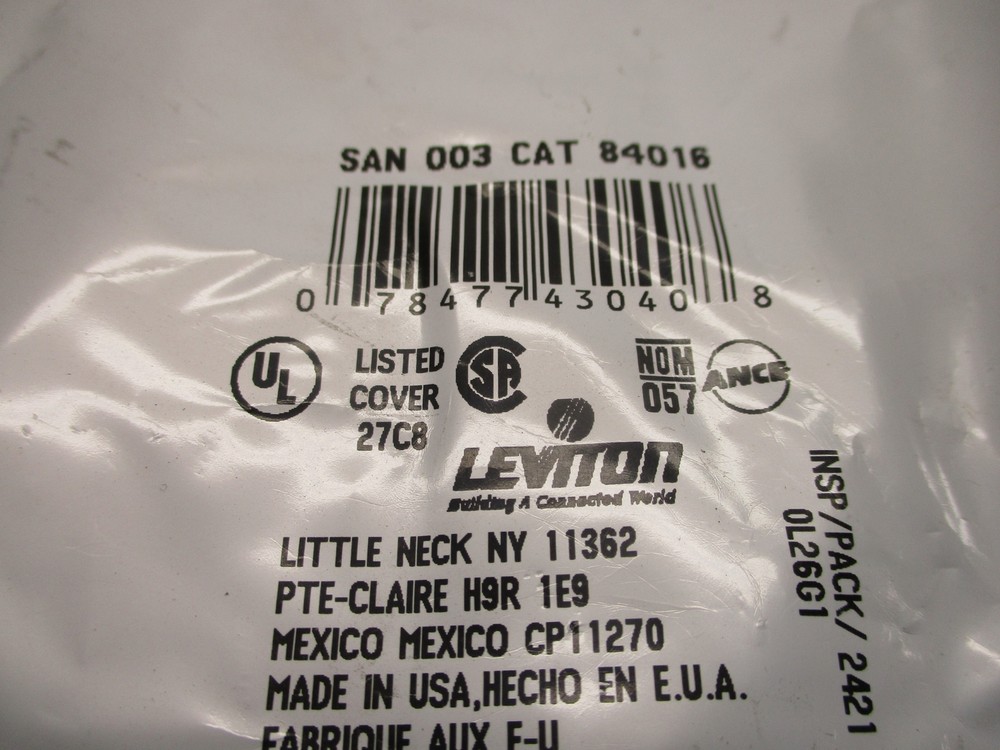 SAN 003 CAT 84016
0 78477 43040 8
UL
LISTED
COVER
27C8
SA
NOM
057
ANCE
LEVITON
Building A Connected World
LITTLE NECK NY 11362
PTE-CLAIRE H9R 1E9
MEXICO MEXICO CP11270
MADE IN USA,HECHO EN E.U.A.
FABRIQUE AUX E-U
INSP/PACK/ 2421
0L26G1